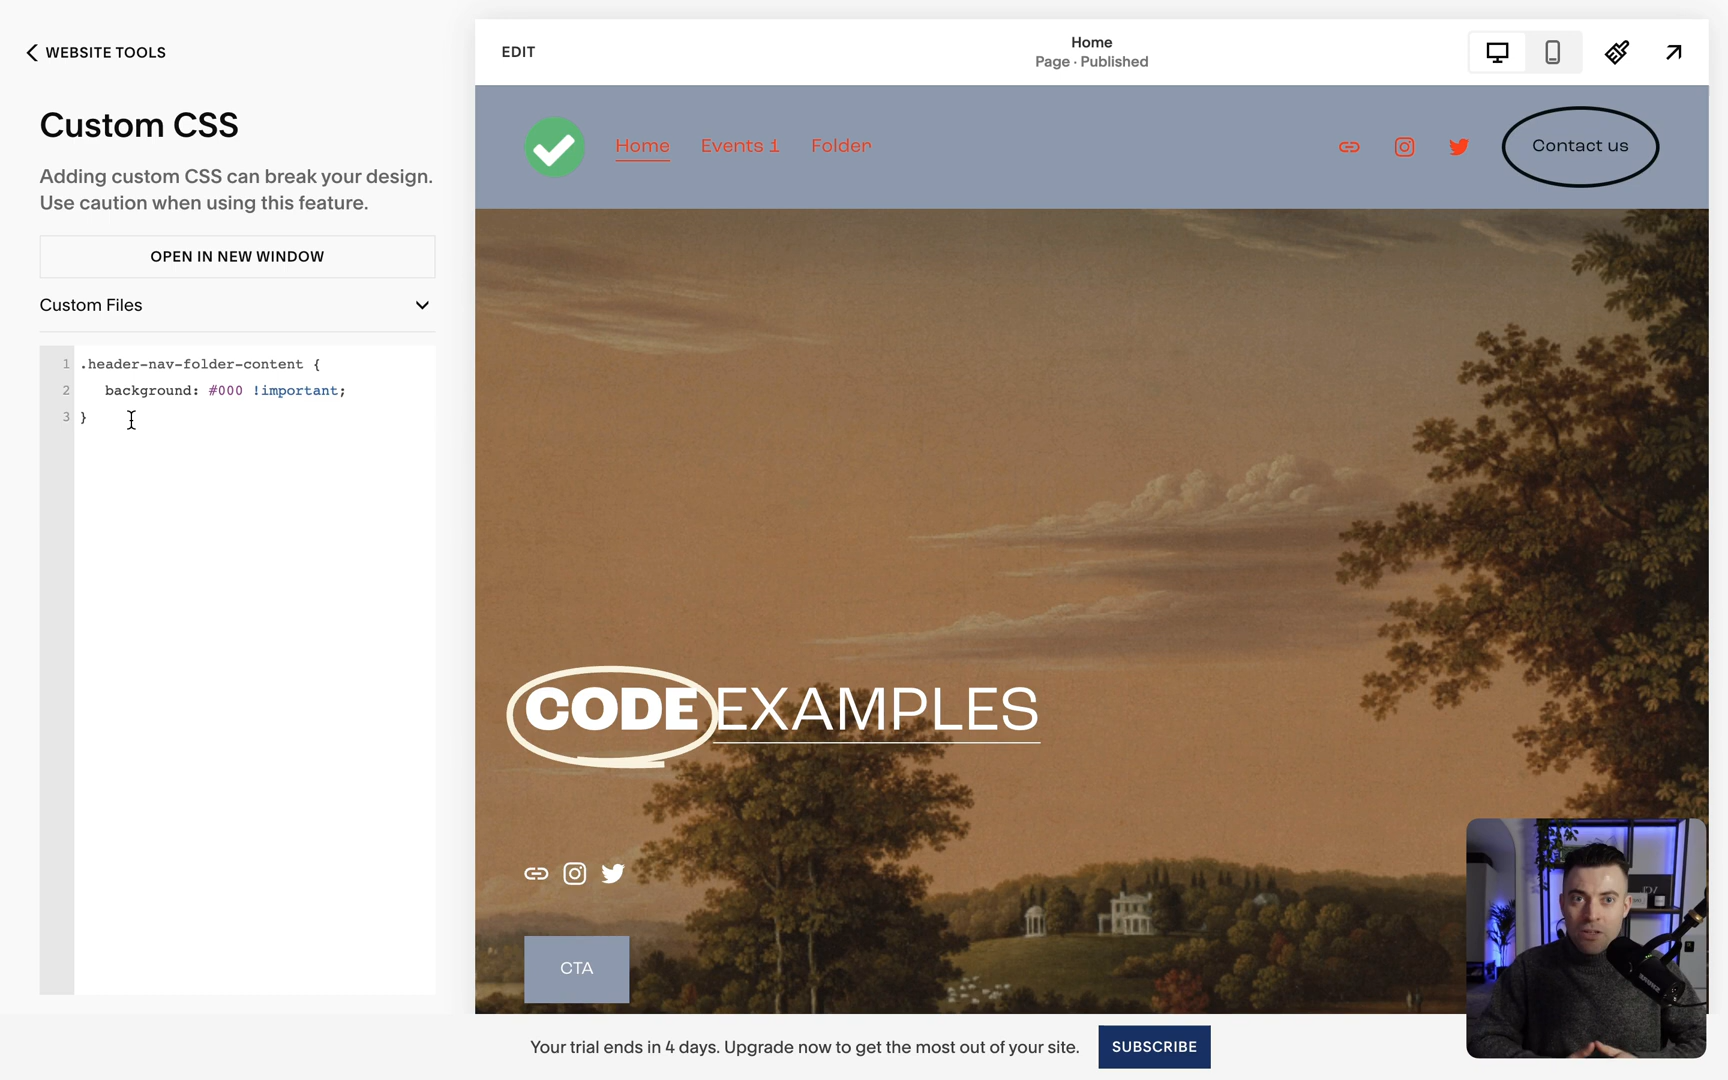 WEBSITE TOOLS
Custom CSS
Adding custom CSS can break your design.
Use caution when using this feature.
OPEN IN NEW WINDOW
Custom Files
1 .header-nav-folder-content {
2 background: #000 !important;
3 }
EDIT
Home
Page · Published
Home Events 1 Folder
Contact us
CODE EXAMPLES
CTA
Your trial ends in 4 days. Upgrade now to get the most out of your site.
SUBSCRIBE